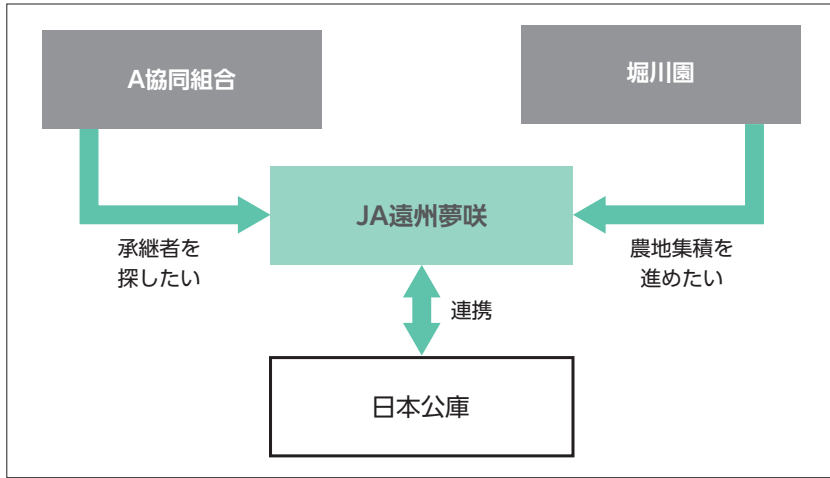 A協同組合
堀川園
JA遠州夢咲
承継者を
探したい
農地集積を
進めたい
連携
日本公庫